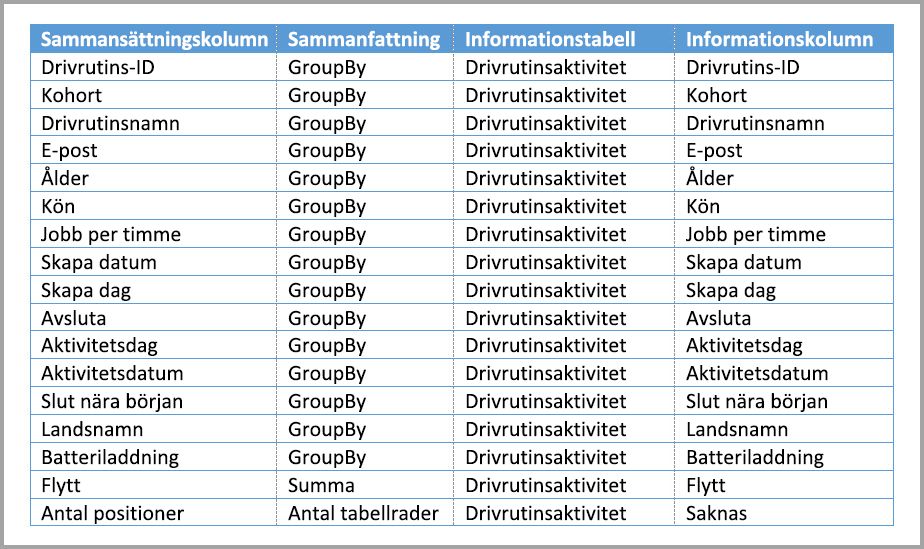 Sammansättningskolumn Sammanfattning Informationstabell Informationskolumn
Drivrutins-ID GroupBy Drivrutinsaktivitet Drivrutins-ID
Kohort GroupBy Drivrutinsaktivitet Kohort
Drivrutinsnamn GroupBy Drivrutinsaktivitet Drivrutinsnamn
E-post GroupBy Drivrutinsaktivitet E-post
Ålder GroupBy Drivrutinsaktivitet Ålder
Kön GroupBy Drivrutinsaktivitet Kön
Jobb per timme GroupBy Drivrutinsaktivitet Jobb per timme
Skapa datum GroupBy Drivrutinsaktivitet Skapa datum
Skapa dag GroupBy Drivrutinsaktivitet Skapa dag
Avsluta GroupBy Drivrutinsaktivitet Avsluta
Aktivitetsdag GroupBy Drivrutinsaktivitet Aktivitetsdag
Aktivitetsdatum GroupBy Drivrutinsaktivitet Aktivitetsdatum
Slut nära början GroupBy Drivrutinsaktivitet Slut nära början
Landsnamn GroupBy Drivrutinsaktivitet Landsnamn
Batteriladdning GroupBy Drivrutinsaktivitet Batteriladdning
Flytt Summa Drivrutinsaktivitet Flytt
Antal positioner Antal tabellrader Drivrutinsaktivitet Saknas